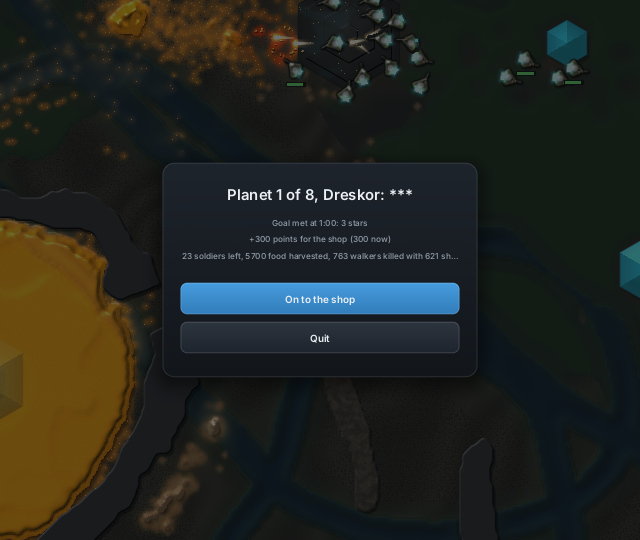 Planet 1 of 8, Dreskor: ***
Goal met at 1:00: 3 stars
+300 points for the shop (300 now)
23 soldiers left, 5700 food harvested, 763 walkers killed with 621 sh...
On to the shop
Quit